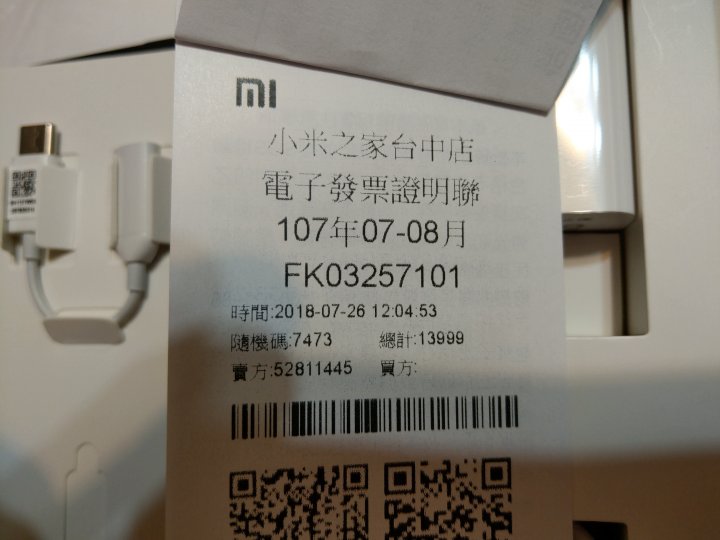 小米之家台中店
電子發票證明聯
107年07-08月
FK03257101
時間:2018-07-26 12:04:53
隨機碼:7473 總計:13999
賣方:52811445 買方: